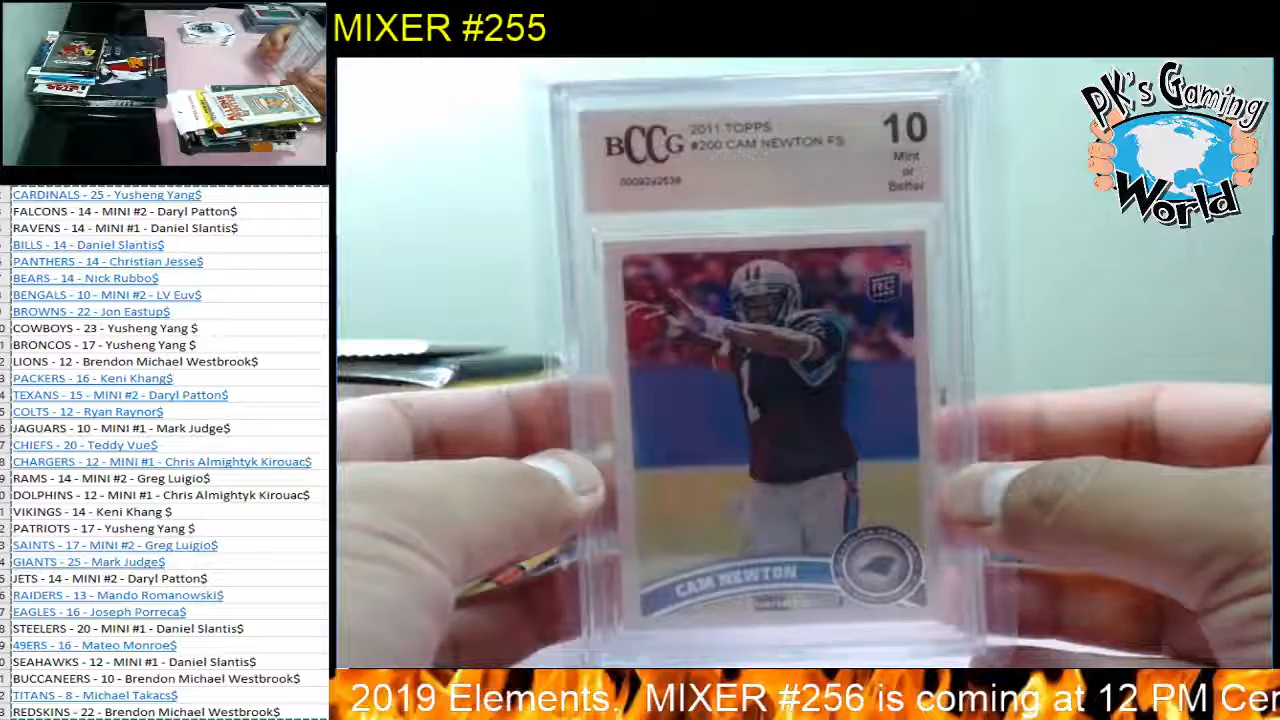 MIXER #255
PK's Gaming World
BCCG
2011 TOPPS
#200 CAM NEWTON FS
10
Mint
or
Better
RC
CAM NEWTON
CARDINALS - 25 - Yusheng Yang$
FALCONS - 14 - MINI #2 - Daryl Patton$
RAVENS - 14 - MINI #1 - Daniel Slantis$
BILLS - 14 - Daniel Slantis$
PANTHERS - 14 - Christian Jesse$
BEARS - 14 - Nick Rubbo$
BENGALS - 10 - MINI #2 - LV Euv$
BROWNS - 22 - Jon Eastup$
COWBOYS - 23 - Yusheng Yang $
BRONCOS - 17 - Yusheng Yang $
LIONS - 12 - Brendon Michael Westbrook$
PACKERS - 16 - Keni Khang$
TEXANS - 15 - MINI #2 - Daryl Patton$
COLTS - 12 - Ryan Raynor$
JAGUARS - 10 - MINI #1 - Mark Judge$
CHIEFS - 20 - Teddy Vue$
CHARGERS - 12 - MINI #1 - Chris Almightyk Kirouac$
RAMS - 14 - MINI #2 - Greg Luigio$
DOLPHINS - 12 - MINI #1 - Chris Almightyk Kirouac$
VIKINGS - 14 - Keni Khang $
PATRIOTS - 17 - Yusheng Yang $
SAINTS - 17 - MINI #2 - Greg Luigio$
GIANTS - 25 - Mark Judge$
JETS - 14 - MINI #2 - Daryl Patton$
RAIDERS - 13 - Mando Romanowski$
EAGLES - 16 - Joseph Porreca$
STEELERS - 20 - MINI #1 - Daniel Slantis$
49ERS - 16 - Mateo Monroe$
SEAHAWKS - 12 - MINI #1 - Daniel Slantis$
BUCCANEERS - 10 - Brendon Michael Westbrook$
TITANS - 8 - Michael Takacs$
REDSKINS - 22 - Brendon Michael Westbrook$
2019 Elements. MIXER #256 is coming at 12 PM Cen